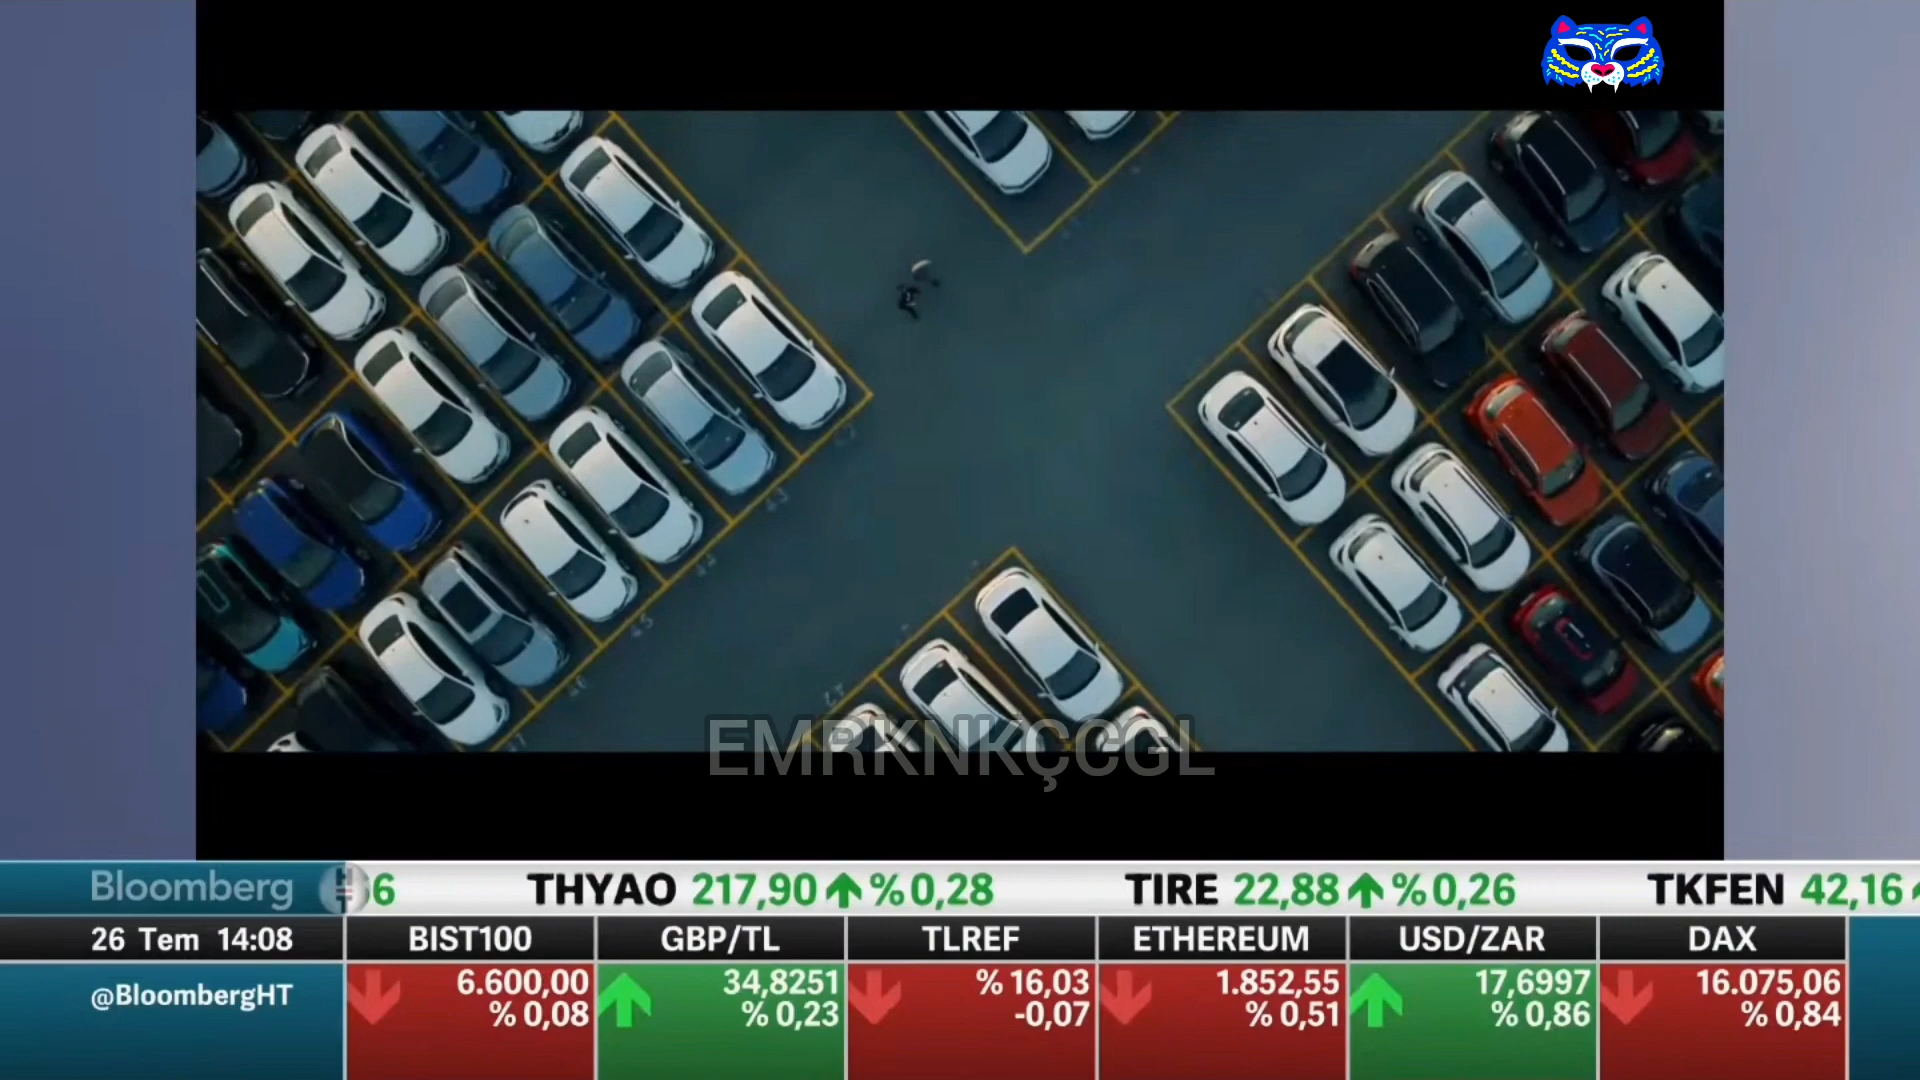 EMRKNKÇCGL
Bloomberg HT
6 THYAO 217,90 %0,28 TIRE 22,88 %0,26 TKFEN 42,16
26 Tem 14:08 BIST100 GBP/TL TLREF ETHEREUM USD/ZAR DAX
@BloombergHT
6.600,00 34,8251 % 16,03 1.852,55 17,6997 16.075,06
% 0,08 % 0,23 -0,07 % 0,51 % 0,86 % 0,84